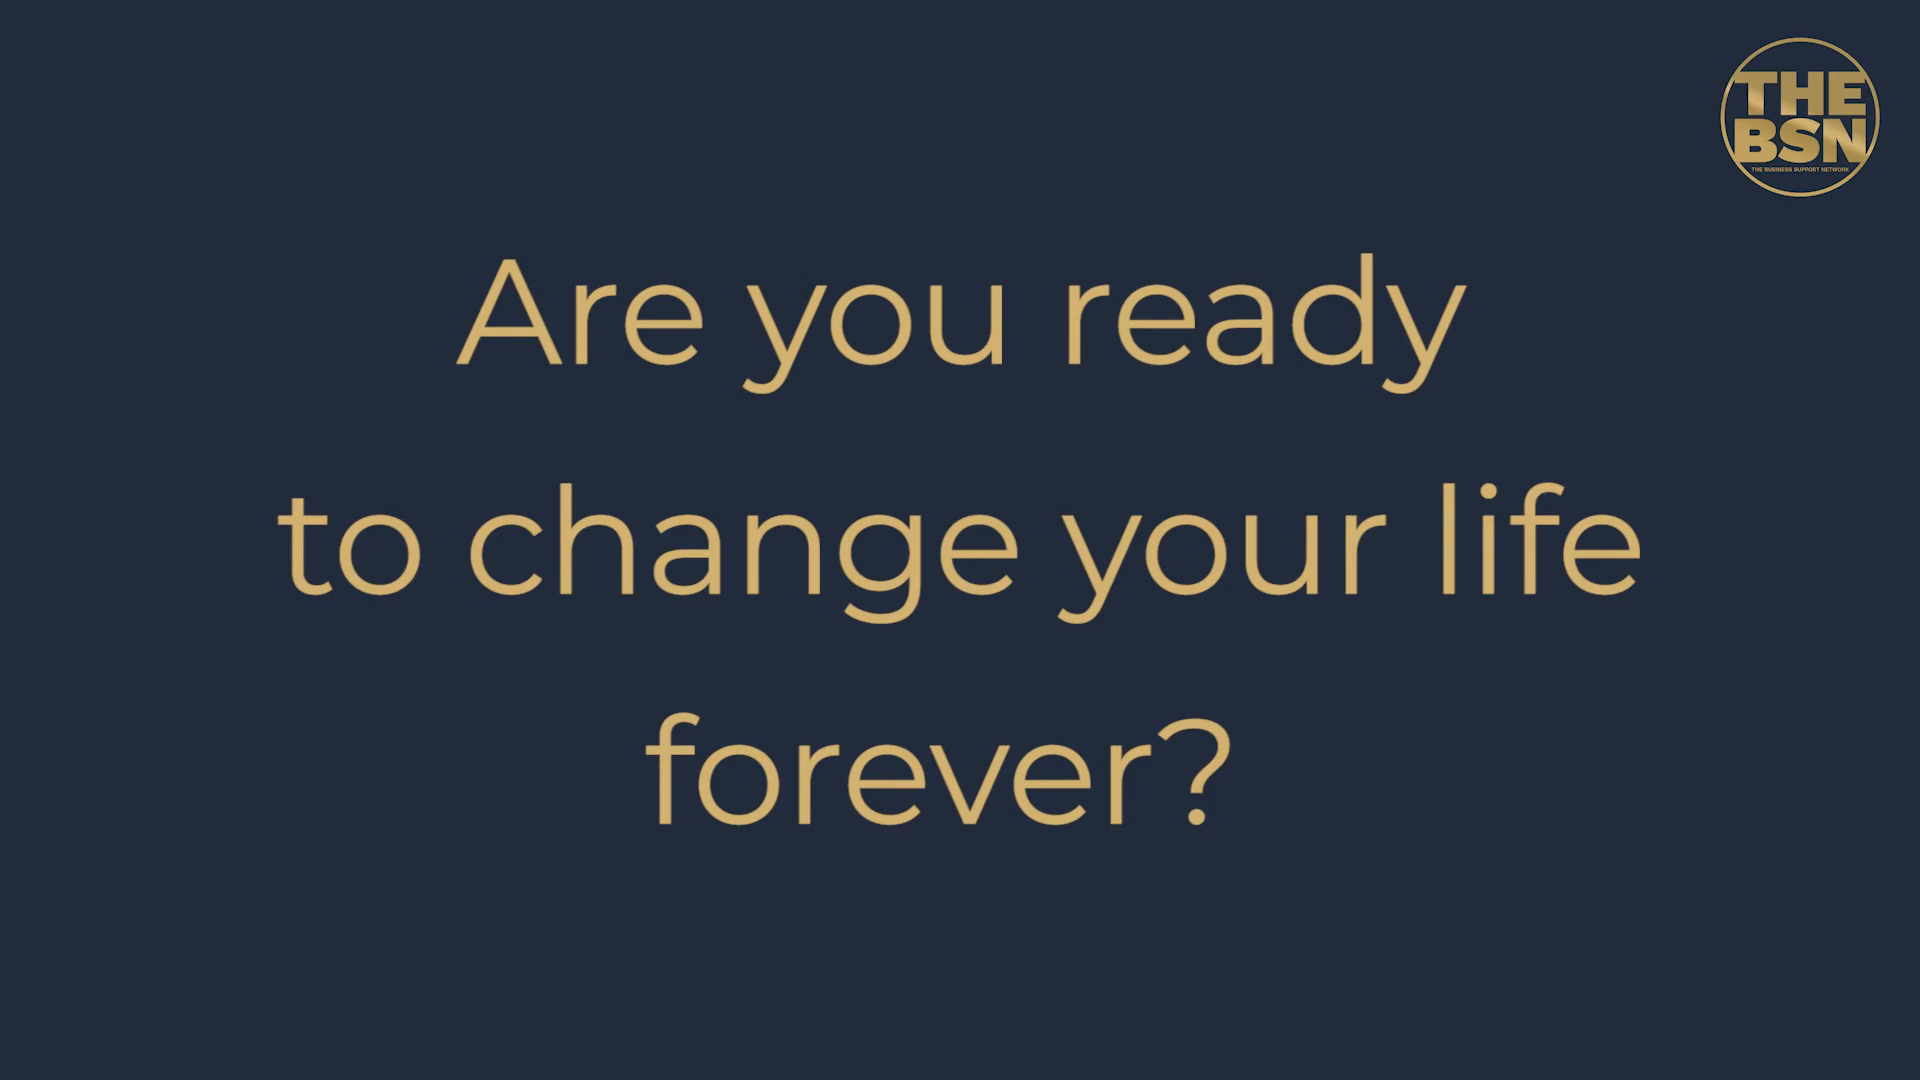 THE
BSN
THE BUSINESS SUPPORT NETWORK
Are you ready
to change your life
forever?